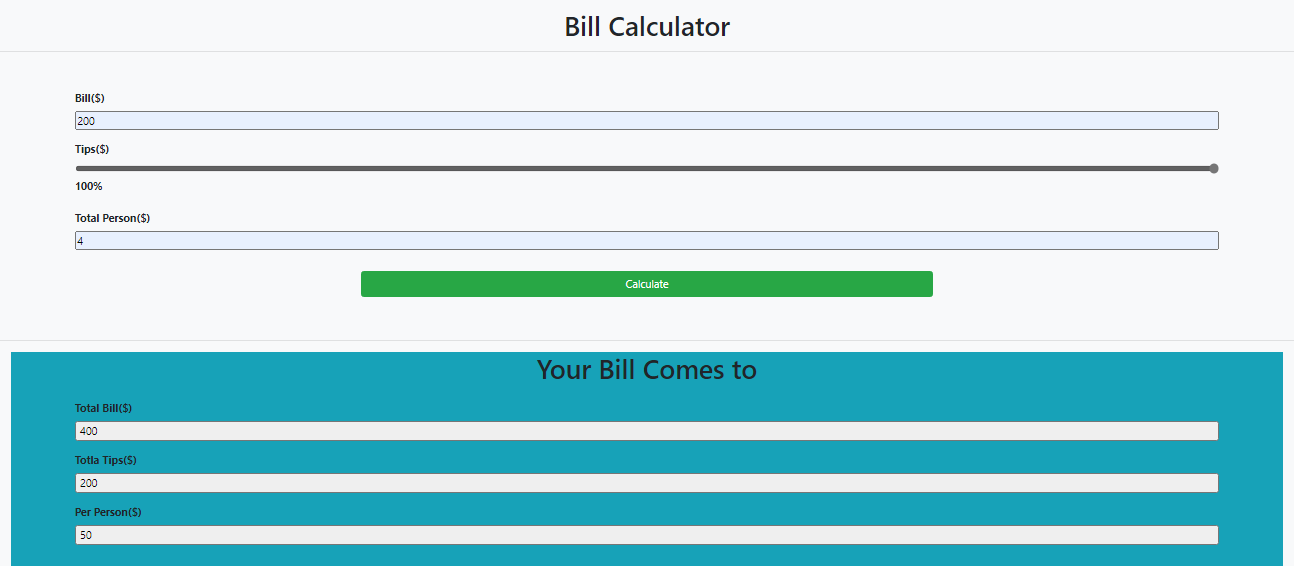 Bill Calculator
Bill($)
200
Tips($)
100%
Total Person($)
4
Calculate
Your Bill Comes to
Total Bill($)
400
Totla Tips($)
200
Per Person($)
50